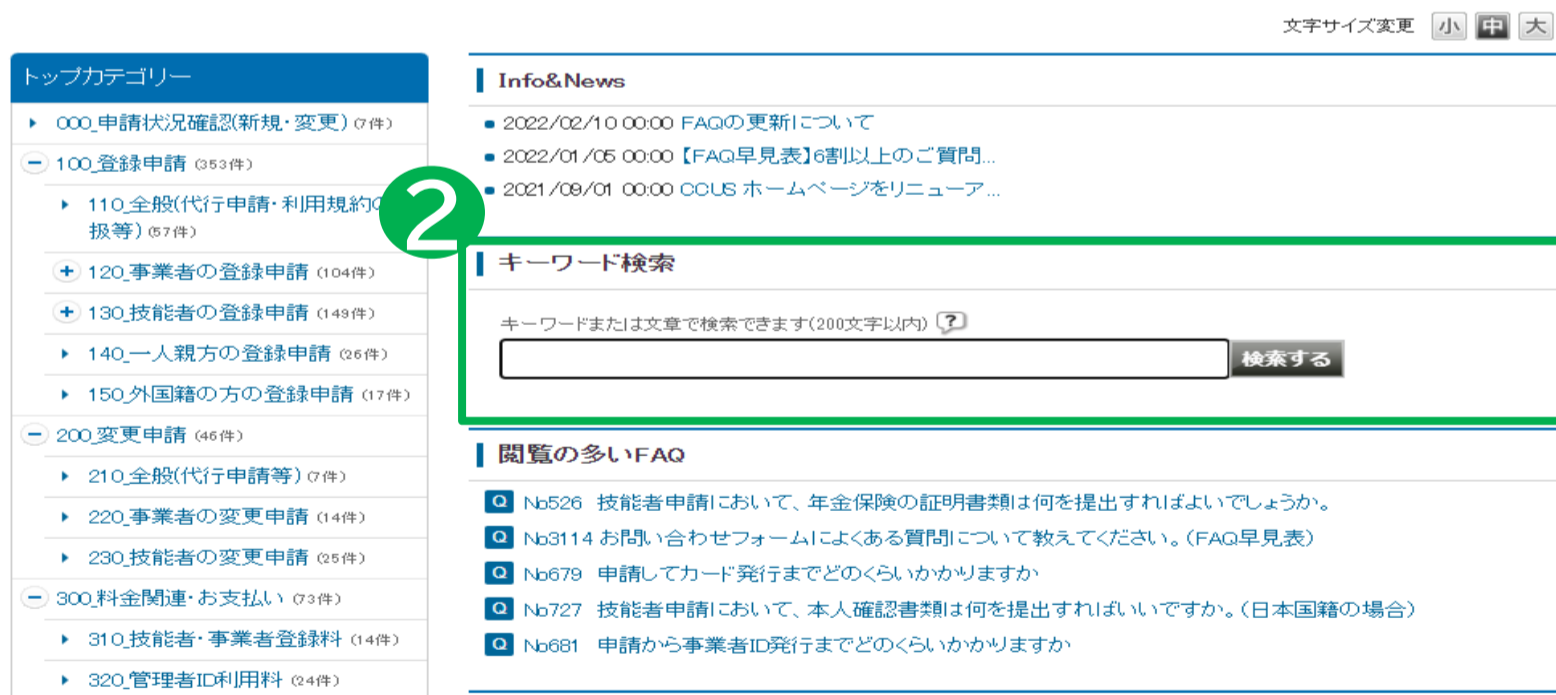 文字サイズ変更 小 中 大
トップカテゴリー
000_申請状況確認(新規・変更) (7件)
100_登録申請 (353件)
110_全般(代行申請・利用規約の
扱等) (57件)
120_事業者の登録申請 (104件)
130_技能者の登録申請 (149件)
140_一人親方の登録申請 (26件)
150_外国籍の方の登録申請 (17件)
200_変更申請 (46件)
210_全般(代行申請等) (7件)
220_事業者の変更申請 (14件)
230_技能者の変更申請 (25件)
300_料金関連・お支払い (73件)
310_技能者・事業者登録料 (14件)
320_管理者ID利用料 (24件)
Info&News
2022/02/10 00:00 FAQの更新について
2022/01/05 00:00 【FAQ早見表】6割以上のご質問...
2021/09/01 00:00 CCUS ホームページをリニューア...
2
キーワード検索
キーワードまたは文章で検索できます(200文字以内) ?
検索する
閲覧の多いFAQ
Q No526 技能者申請において、年金保険の証明書類は何を提出すればよいでしょうか。
Q No3114 お問い合わせフォームによくある質問について教えてください。(FAQ早見表)
Q No679 申請してカード発行までどのくらいかかりますか
Q No727 技能者申請において、本人確認書類は何を提出すればいいですか。(日本国籍の場合)
Q No681 申請から事業者ID発行までどのくらいかかりますか